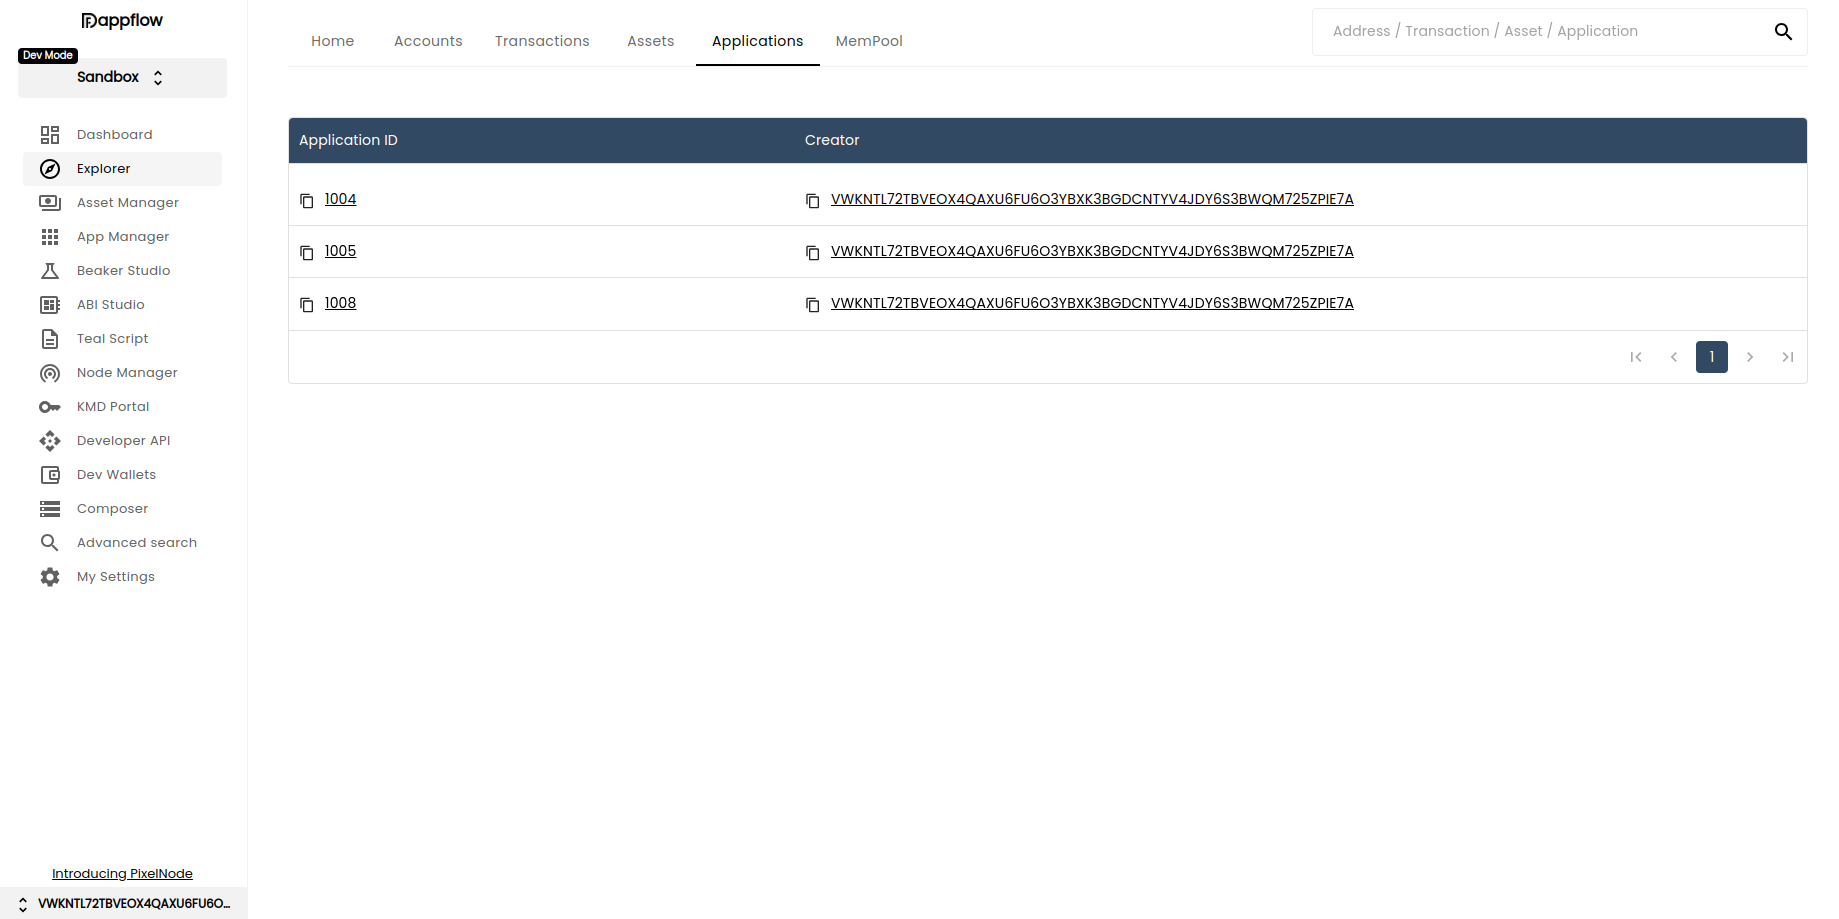 Dappflow
Dev Mode
Sandbox
Dashboard
Explorer
Asset Manager
App Manager
Beaker Studio
ABI Studio
Teal Script
Node Manager
KMD Portal
Developer API
Dev Wallets
Composer
Advanced search
My Settings
Introducing PixelNode
VWKNTL72TBVEOX4QAXU6FU6O...
Home Accounts Transactions Assets Applications MemPool
Address / Transaction / Asset / Application
Application ID Creator
1004 VWKNTL72TBVEOX4QAXU6FU6O3YBXK3BGDCNTYV4JDY6S3BWQM725ZPIE7A
1005 VWKNTL72TBVEOX4QAXU6FU6O3YBXK3BGDCNTYV4JDY6S3BWQM725ZPIE7A
1008 VWKNTL72TBVEOX4QAXU6FU6O3YBXK3BGDCNTYV4JDY6S3BWQM725ZPIE7A
1